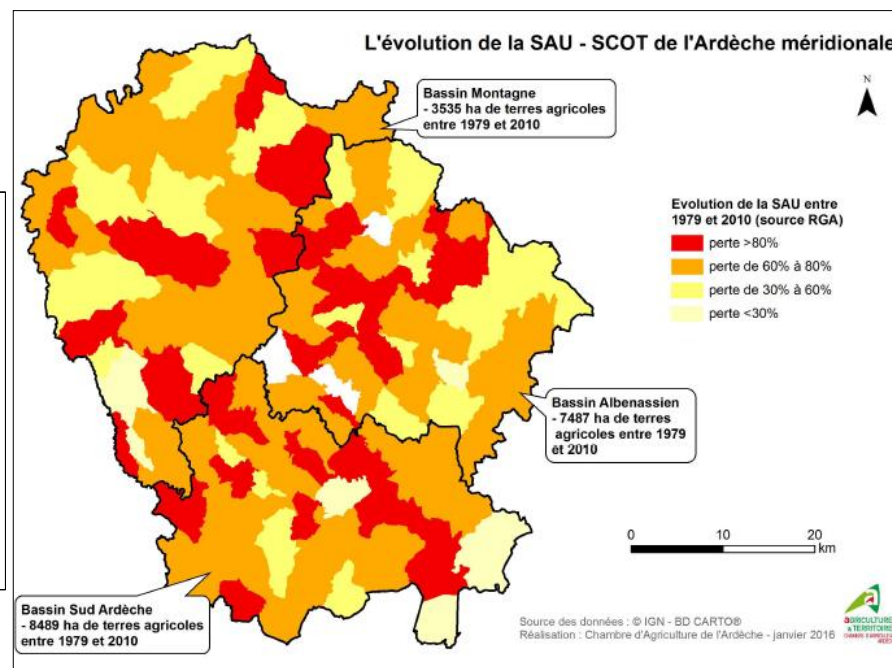 L'évolution de la SAU - SCOT de l'Ardèche méridionale
N
Bassin Montagne
- 3535 ha de terres agricoles
entre 1979 et 2010
Evolution de la SAU entre
1979 et 2010 (source RGA)
perte >80%
perte de 60% à 80%
perte de 30% à 60%
perte <30%
Bassin Albenassien
- 7487 ha de terres
agricoles entre 1979
et 2010
0 10 20
km
Bassin Sud Ardèche
- 8489 ha de terres agricoles
entre 1979 et 2010
Source des données : © IGN - BD CARTO®
Réalisation : Chambre d'Agriculture de l'Ardèche - janvier 2016
AGRICULTURES
& TERRITOIRES
CHAMBRE D'AGRICULTURE
ARDÈCHE